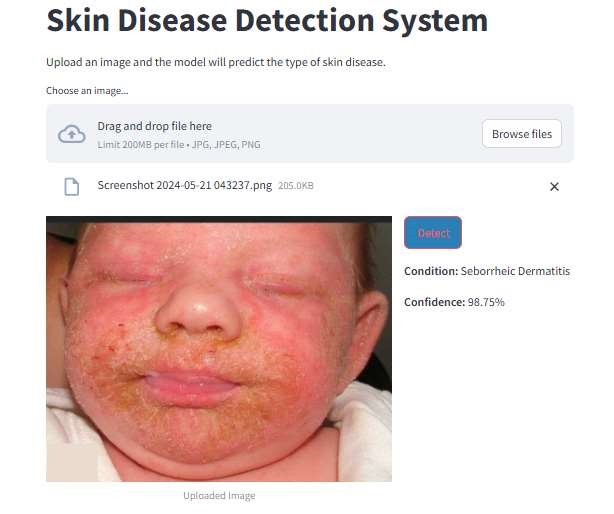 Skin Disease Detection System
Upload an image and the model will predict the type of skin disease.
Choose an image...
Drag and drop file here
Limit 200MB per file • JPG, JPEG, PNG
Browse files
Screenshot 2024-05-21 043237.png 205.0KB
Detect
Condition: Seborrheic Dermatitis
Confidence: 98.75%
Uploaded Image